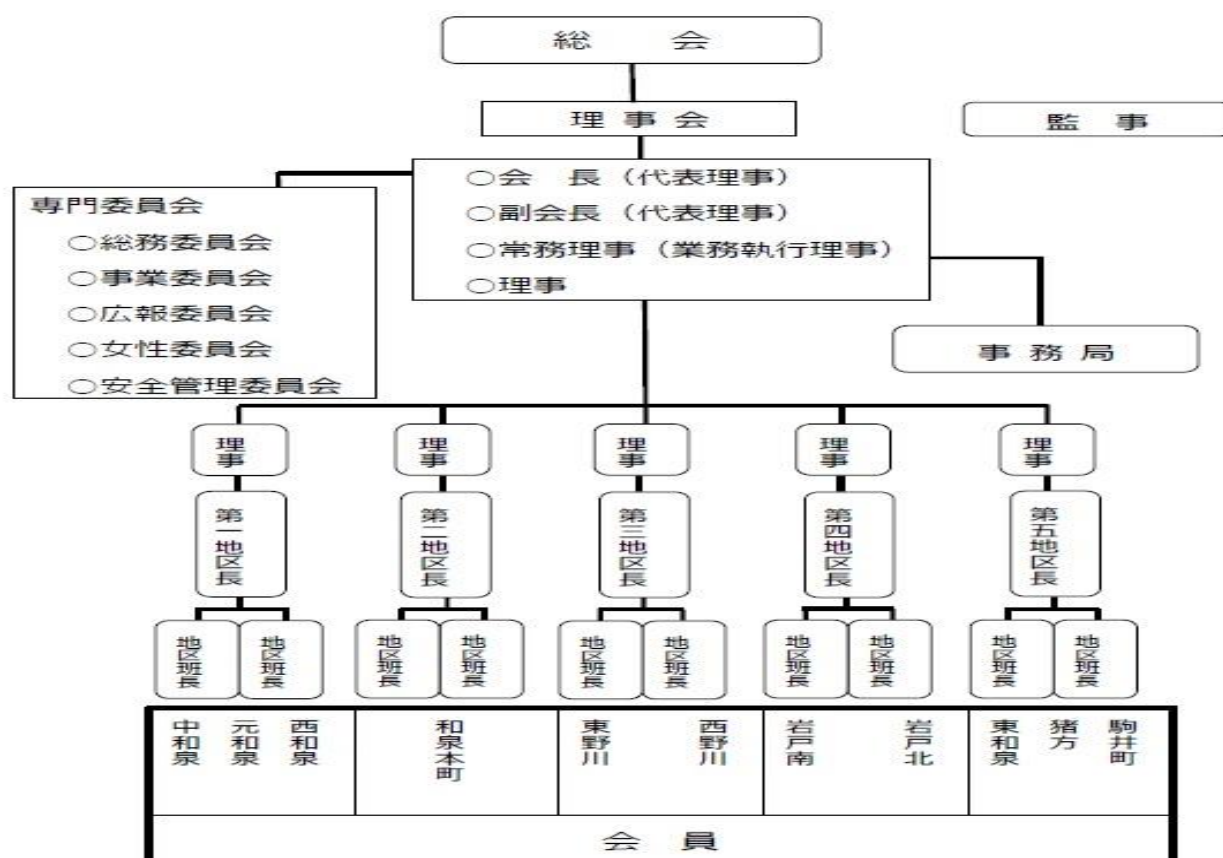 総　　会
理 事 会
監　事
○会　長（代表理事）
○副会長（代表理事）
○常務理事（業務執行理事）
○理事
専門委員会
○総務委員会
○事業委員会
○広報委員会
○女性委員会
○安全管理委員会
事 務 局
理事
理事
理事
理事
理事
第一地区長
第二地区長
第三地区長
第四地区長
第五地区長
地区班長
地区班長
地区班長
地区班長
地区班長
地区班長
地区班長
地区班長
地区班長
地区班長
中和泉
元和泉
西和泉
和泉本町
東野川
西野川
岩戸南
岩戸北
東和泉
猪方
駒井町
会　員